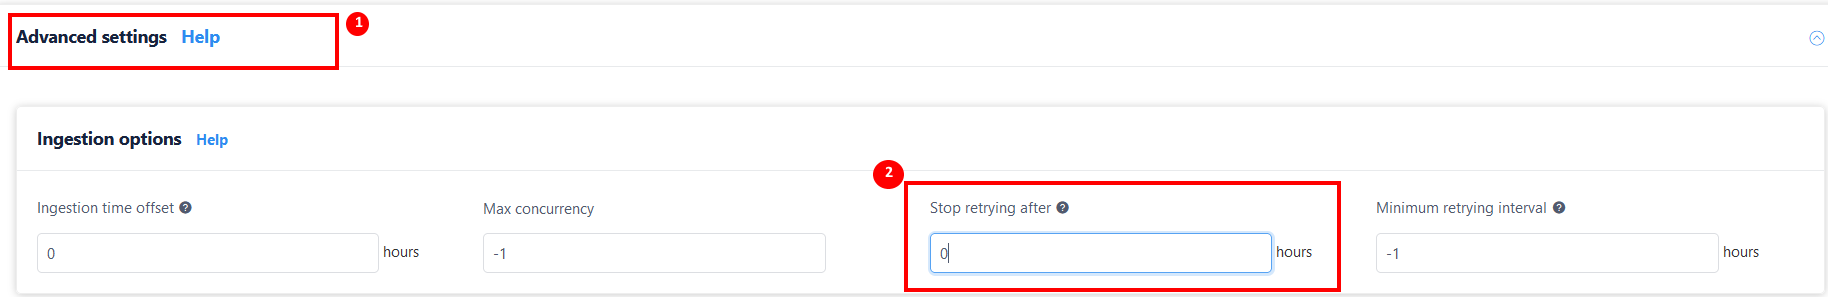 1
Advanced settings Help
Ingestion options Help
2
Ingestion time offset ? Max concurrency Stop retrying after ? Minimum retrying interval ?
0 hours -1 0 hours -1 hours